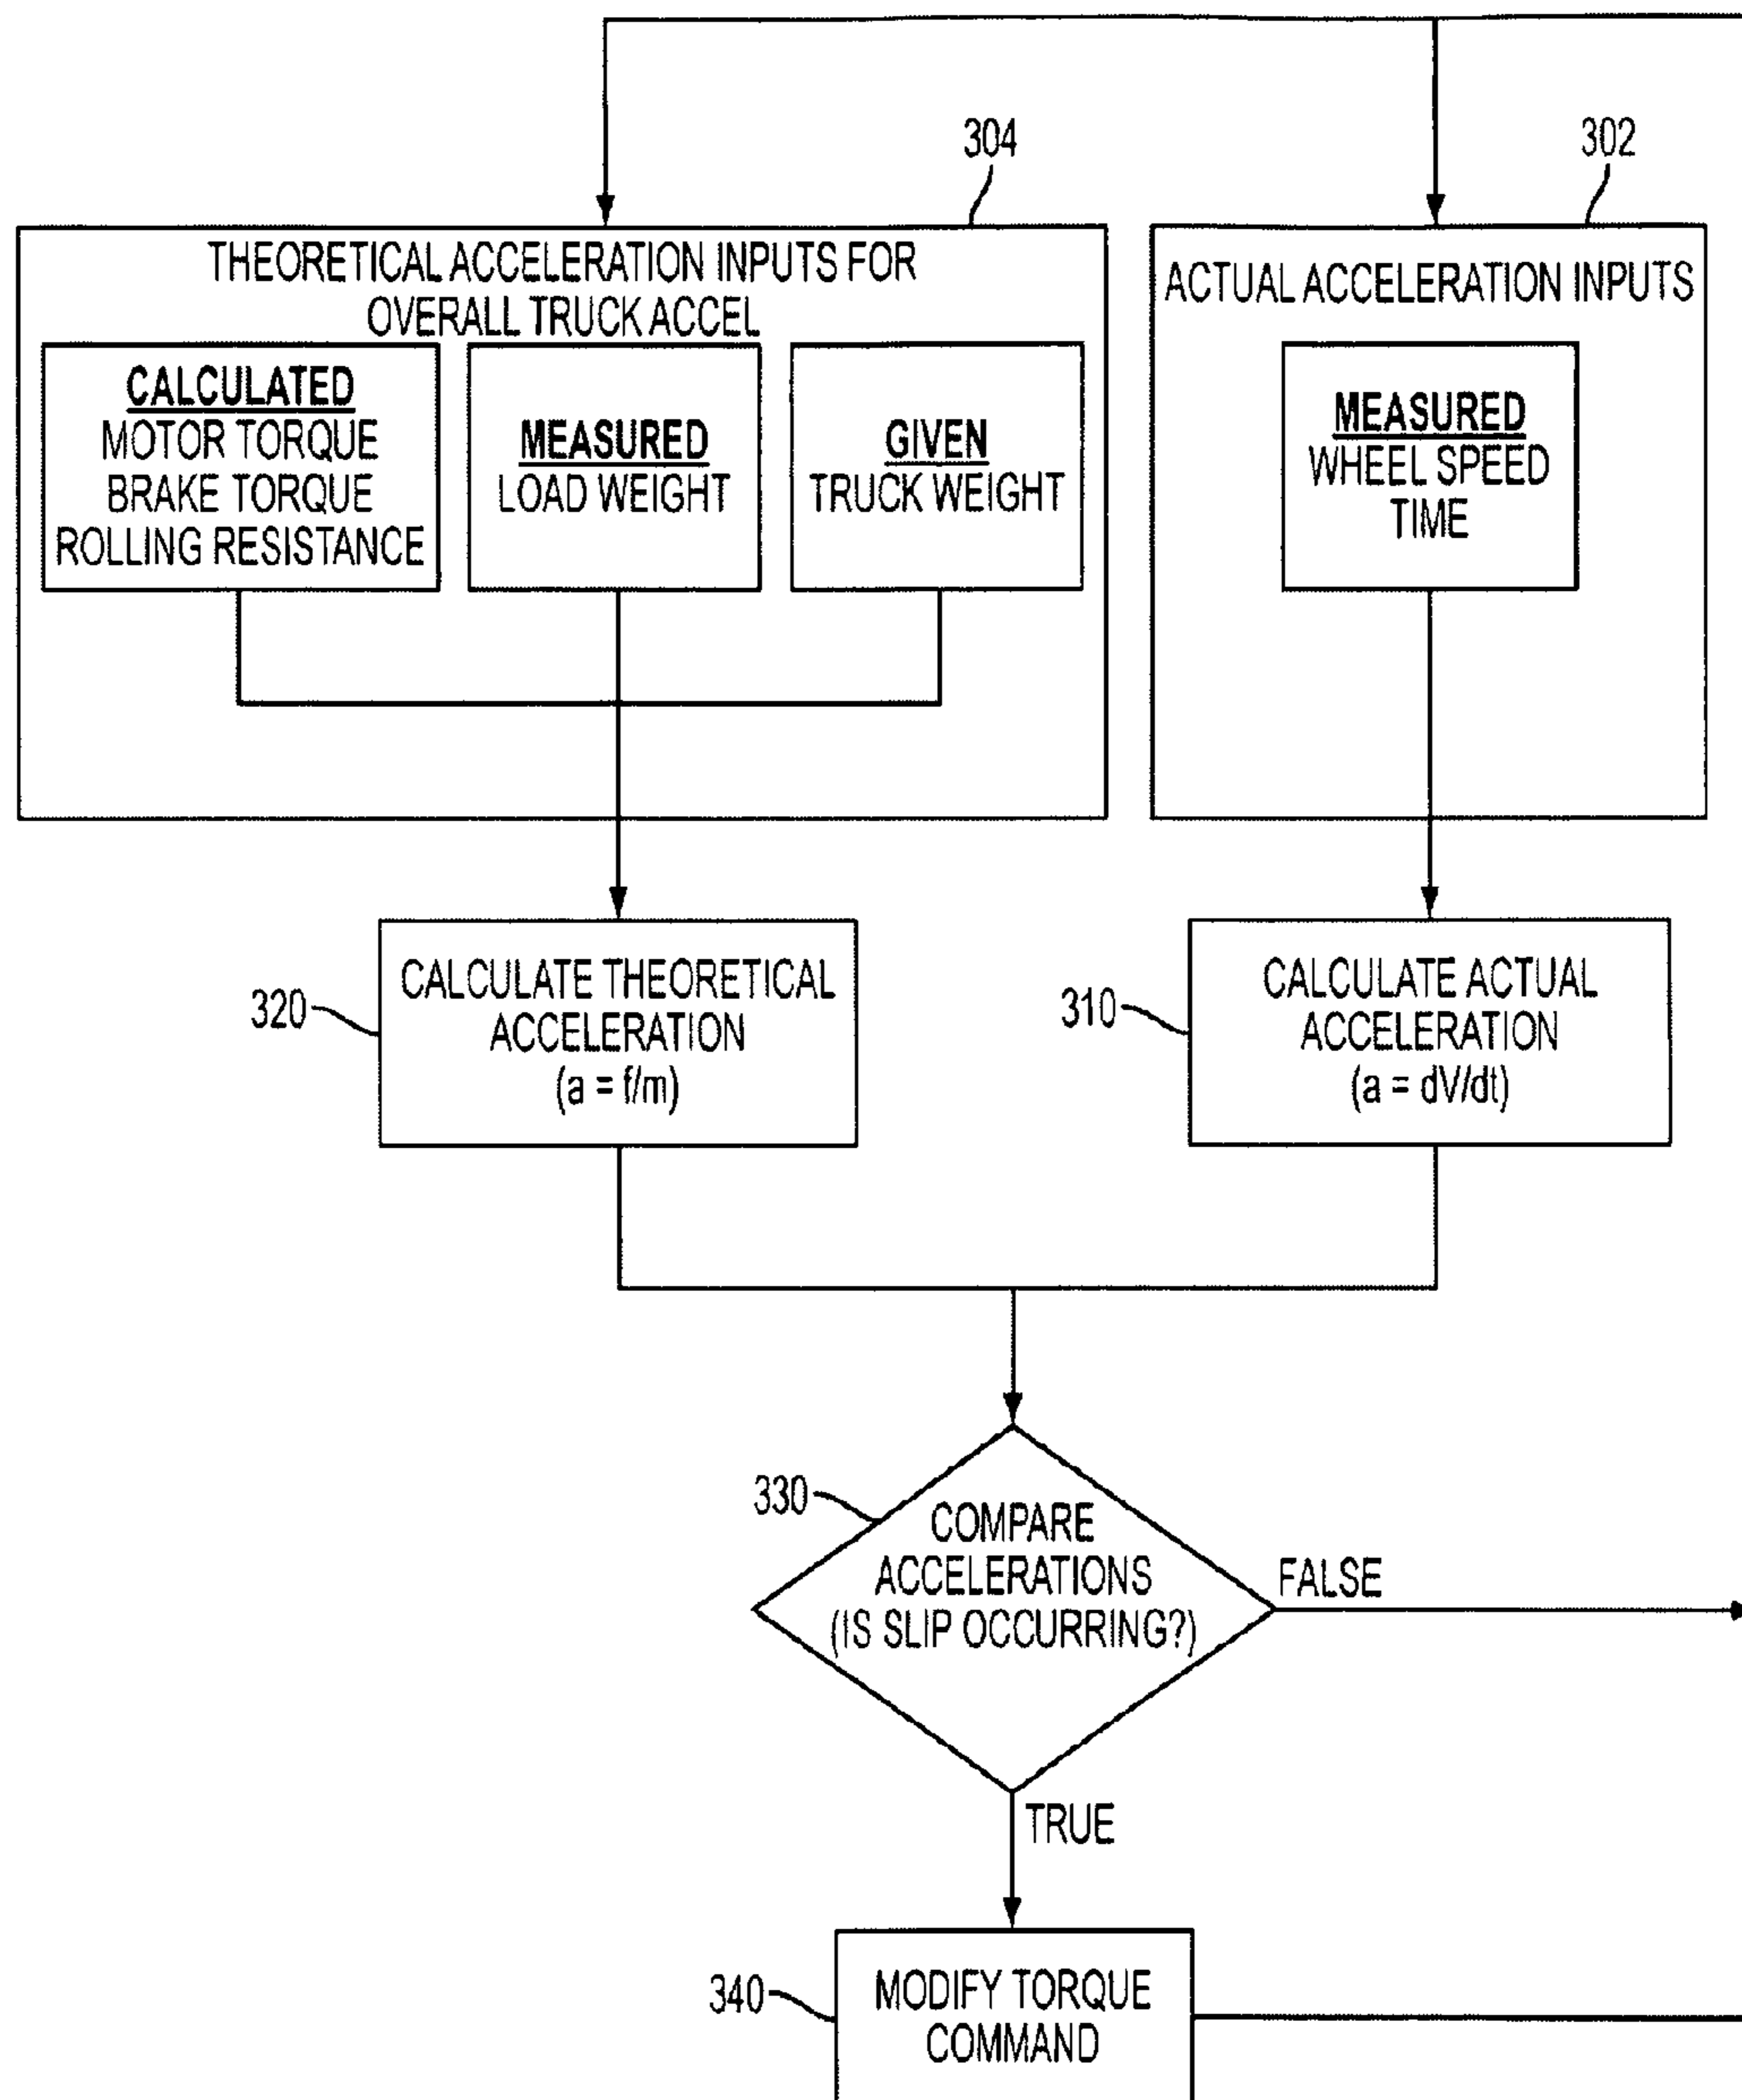 304
302
THEORETICAL ACCELERATION INPUTS FOR
OVERALL TRUCK ACCEL
CALCULATED
MOTOR TORQUE
BRAKE TORQUE
ROLLING RESISTANCE
MEASURED
LOAD WEIGHT
GIVEN
TRUCK WEIGHT
ACTUAL ACCELERATION INPUTS
MEASURED
WHEEL SPEED
TIME
320
CALCULATE THEORETICAL
ACCELERATION
(a = f/m)
310
CALCULATE ACTUAL
ACCELERATION
(a = dV/dt)
330
COMPARE
ACCELERATIONS
(IS SLIP OCCURRING?)
FALSE
TRUE
340
MODIFY TORQUE
COMMAND